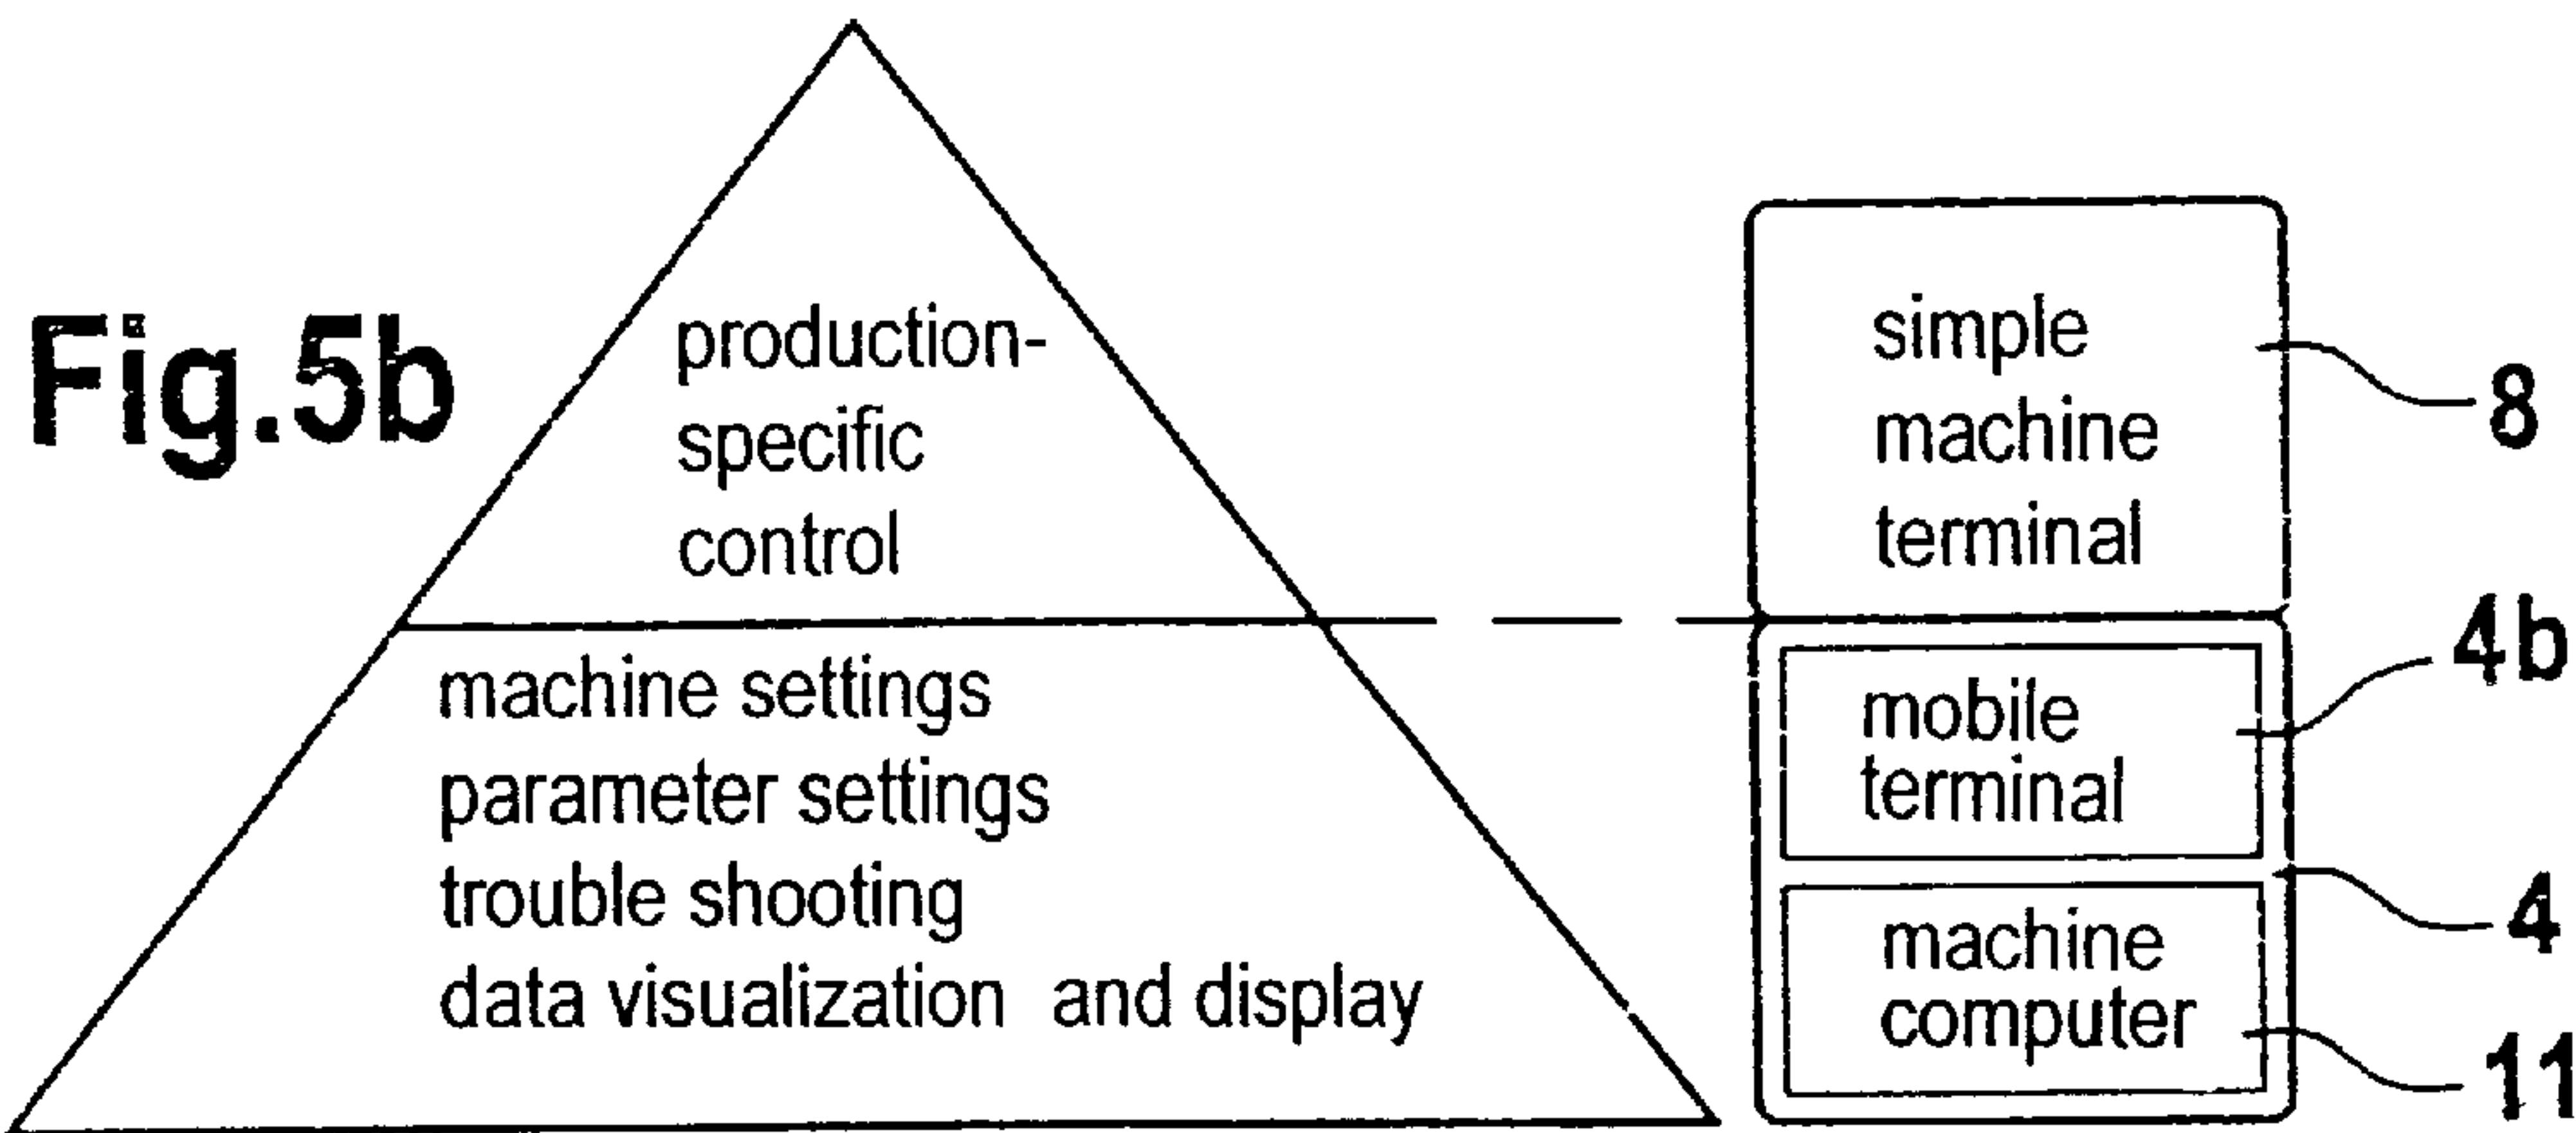 Fig.5b
production-
specific
control
machine settings
parameter settings
trouble shooting
data visualization and display
simple
machine
terminal
8
mobile
terminal
4b
4
machine
computer
11